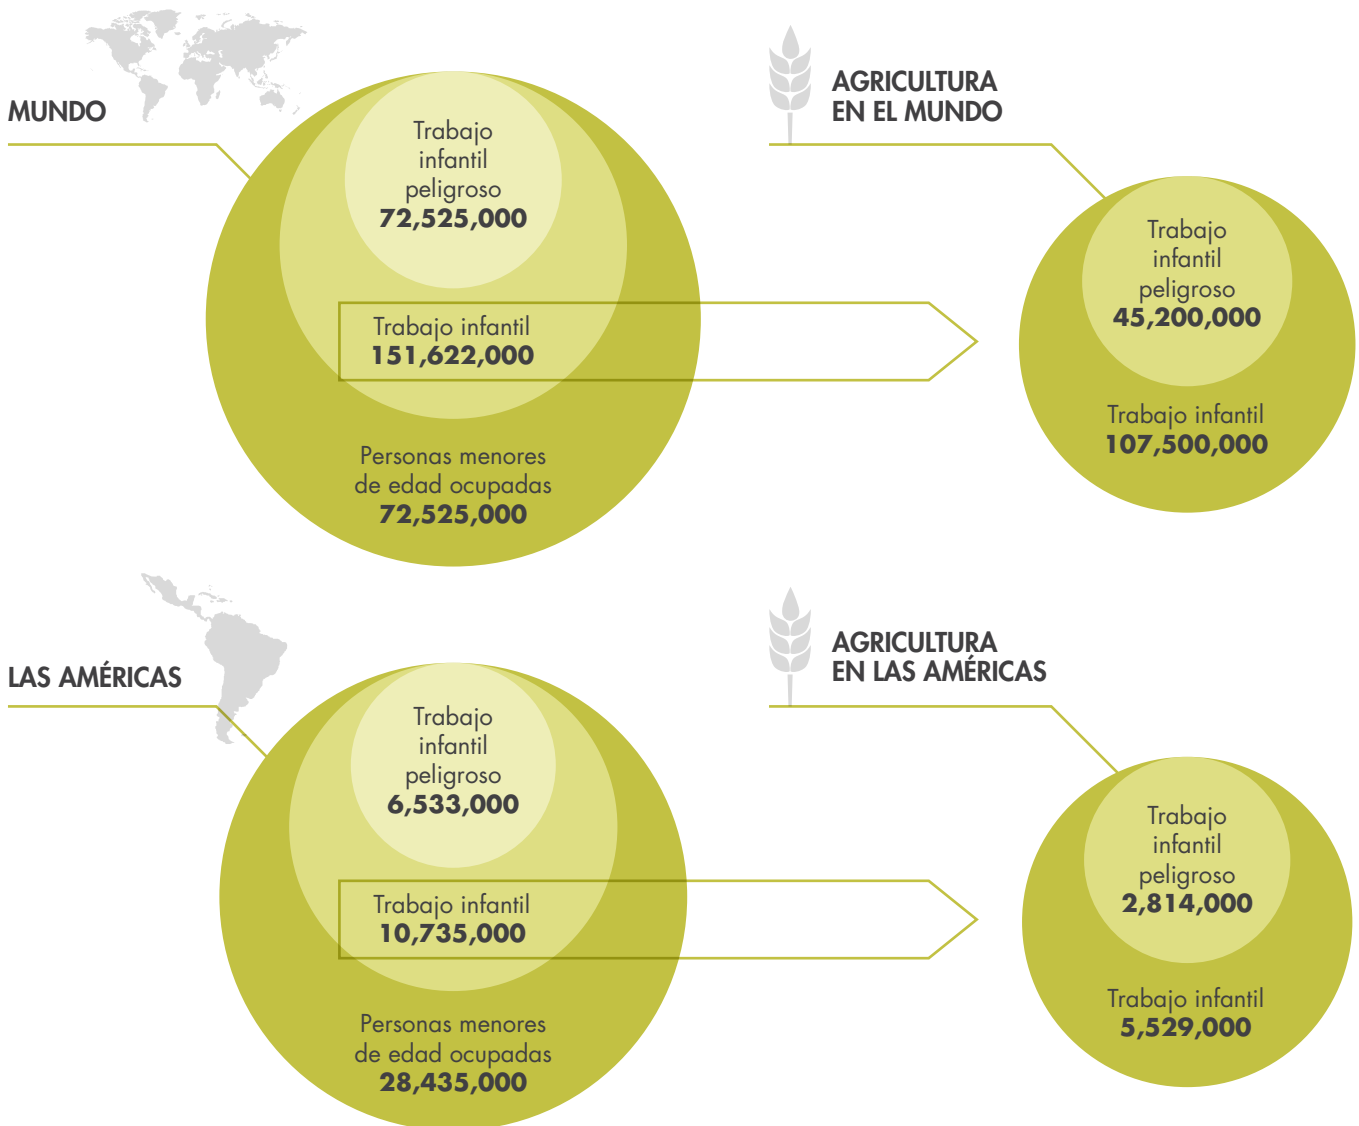 MUNDO
Trabajo
infantil
peligroso
72,525,000
Trabajo infantil
151,622,000
Personas menores
de edad ocupadas
72,525,000
AGRICULTURA
EN EL MUNDO
Trabajo
infantil
peligroso
45,200,000
Trabajo infantil
107,500,000
LAS AMÉRICAS
Trabajo
infantil
peligroso
6,533,000
Trabajo infantil
10,735,000
Personas menores
de edad ocupadas
28,435,000
AGRICULTURA
EN LAS AMÉRICAS
Trabajo
infantil
peligroso
2,814,000
Trabajo infantil
5,529,000